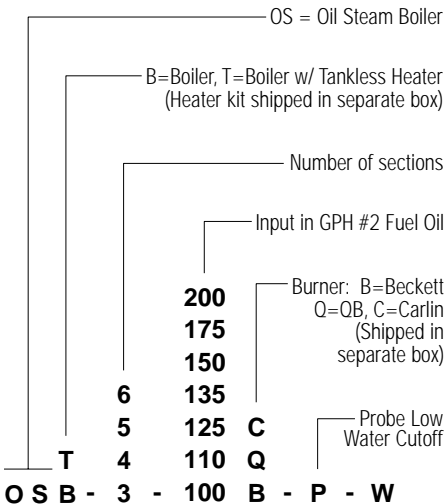 OS = Oil Steam Boiler
B=Boiler, T=Boiler w/ Tankless Heater
(Heater kit shipped in separate box)
Number of sections
Input in GPH #2 Fuel Oil
Burner: B=Beckett
Q=QB, C=Carlin
(Shipped in
separate box)
200
175
150
6 135
5 125 C
Probe Low
Water Cutoff
T 4 110 Q
O S B - 3 - 100 B - P - W